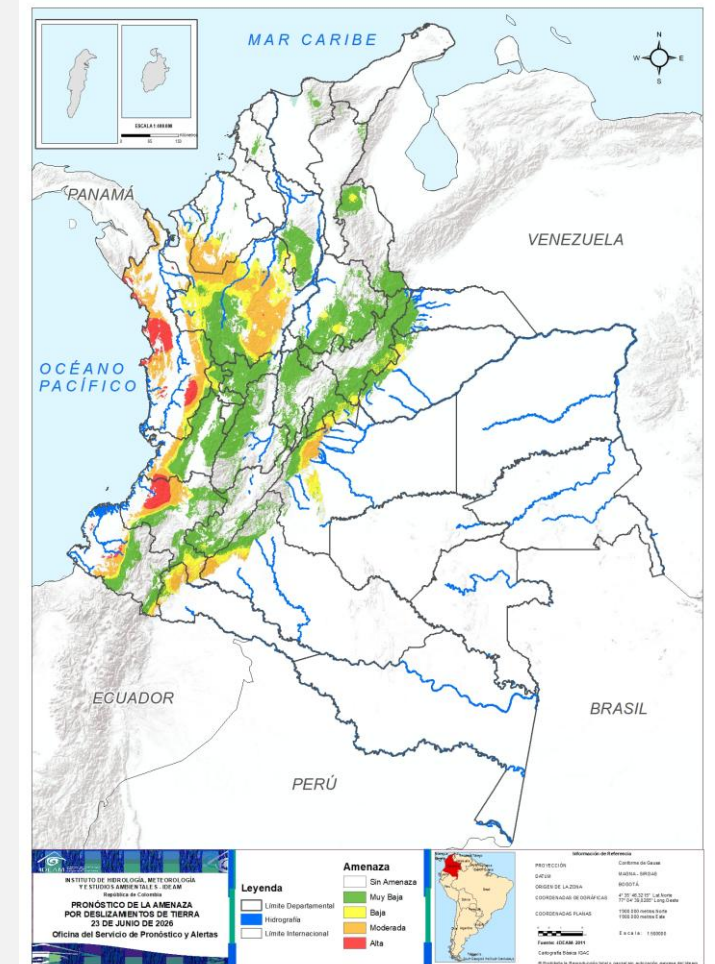 MAR CARIBE
N
W
E
S
ESCALA 1:900.000
PANAMÁ
VENEZUELA
OCÉANO
PACÍFICO
ECUADOR
BRASIL
PERÚ
IDEAM
INSTITUTO DE HIDROLOGÍA, METEOROLOGÍA
Y ESTUDIOS AMBIENTALES - IDEAM
República de Colombia
PRONÓSTICO DE LA AMENAZA
POR DESLIZAMIENTOS DE TIERRA
23 DE JUNIO DE 2026
Oficina del Servicio de Pronóstico y Alertas
Leyenda
Límite Departamental
Hidrografía
Límite Internacional
Amenaza
Sin Amenaza
Muy Baja
Baja
Moderada
Alta
Información de Referencia
PROYECCIÓN Conforme de Gauss
DATUM MAGNA - SIRGAS
ORIGEN DE LA ZONA BOGOTÁ
COORDENADAS GEOGRÁFICAS
COORDENADAS PLANAS
Fuente: IDEAM 2011
Cartografía Básica IGAC